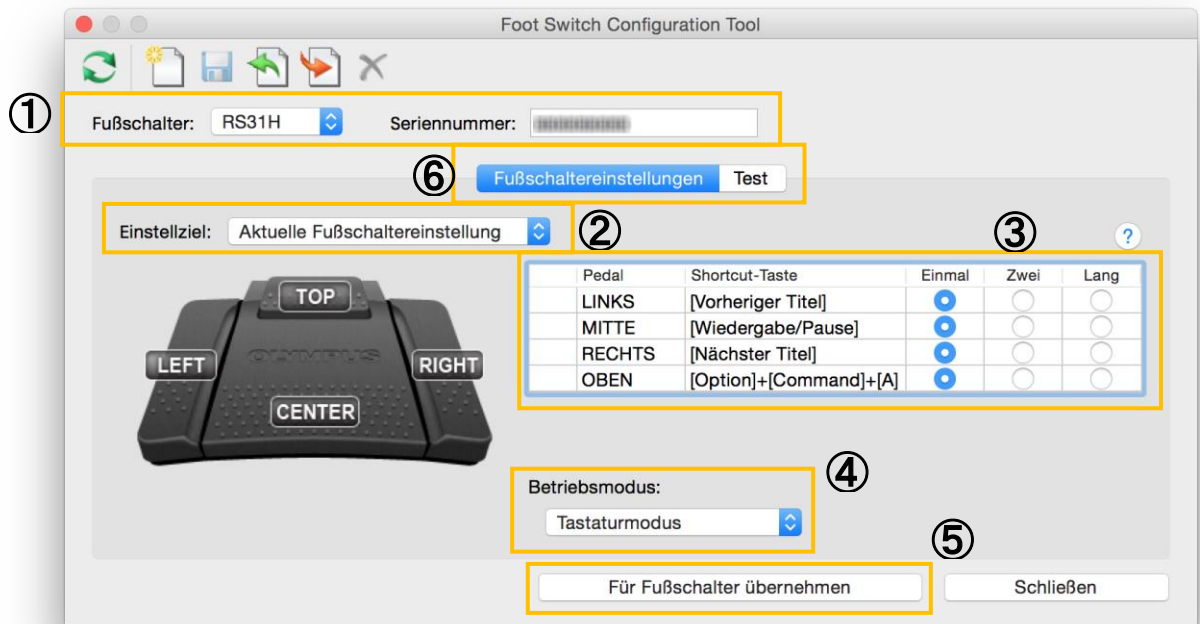 Foot Switch Configuration Tool
①
Fußschalter: RS31H Seriennummer:
⑥
Fußschaltereinstellungen Test
Einstellziel: Aktuelle Fußschaltereinstellung
②
③
?
Pedal Shortcut-Taste Einmal Zwei Lang
LINKS [Vorheriger Titel]
MITTE [Wiedergabe/Pause]
RECHTS [Nächster Titel]
OBEN [Option]+[Command]+[A]
TOP
OLYMPUS
LEFT
RIGHT
CENTER
④
Betriebsmodus:
Tastaturmodus
⑤
Für Fußschalter übernehmen Schließen